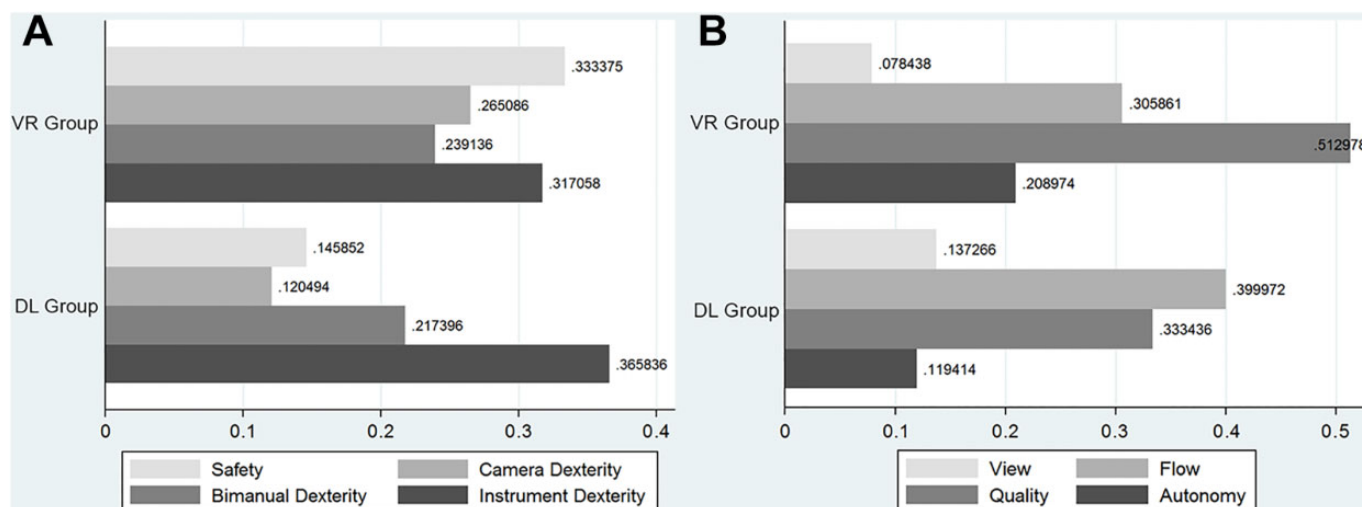 A
VR Group
.333375
.265086
.239136
.317058
DL Group
.145852
.120494
.217396
.365836
0 0.1 0.2 0.3 0.4
Safety Camera Dexterity
Bimanual Dexterity Instrument Dexterity
B
VR Group
.078438
.305861
.512978
.208974
DL Group
.137266
.399972
.333436
.119414
0 0.1 0.2 0.3 0.4 0.5
View Flow
Quality Autonomy